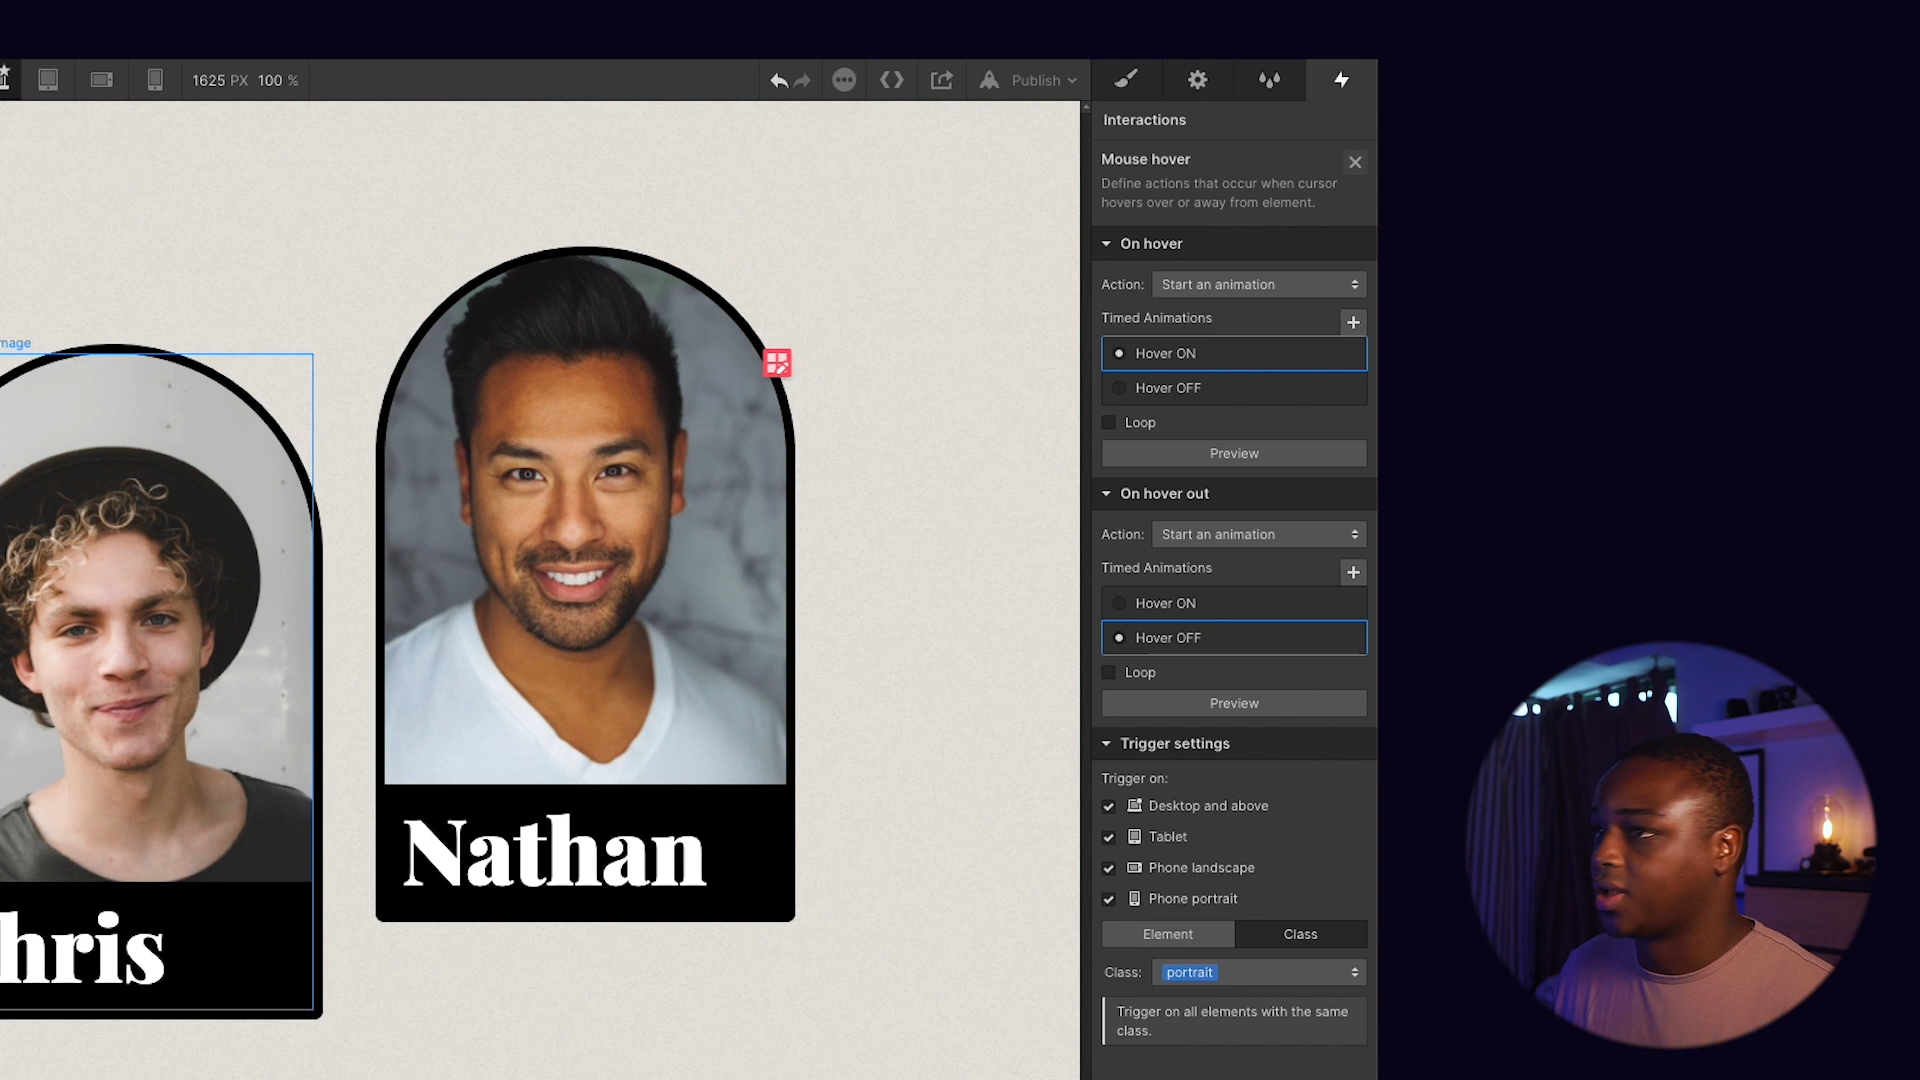 1625 PX 100 %
Publish
Interactions
Mouse hover
Define actions that occur when cursor
hovers over or away from element.
On hover
Action: Start an animation
Timed Animations
Hover ON
Hover OFF
Loop
Preview
On hover out
Action: Start an animation
Timed Animations
Hover ON
Hover OFF
Loop
Preview
Trigger settings
Trigger on:
Desktop and above
Tablet
Phone landscape
Phone portrait
Element Class
Class: portrait
Trigger on all elements with the same
class.
mage
hris
Nathan